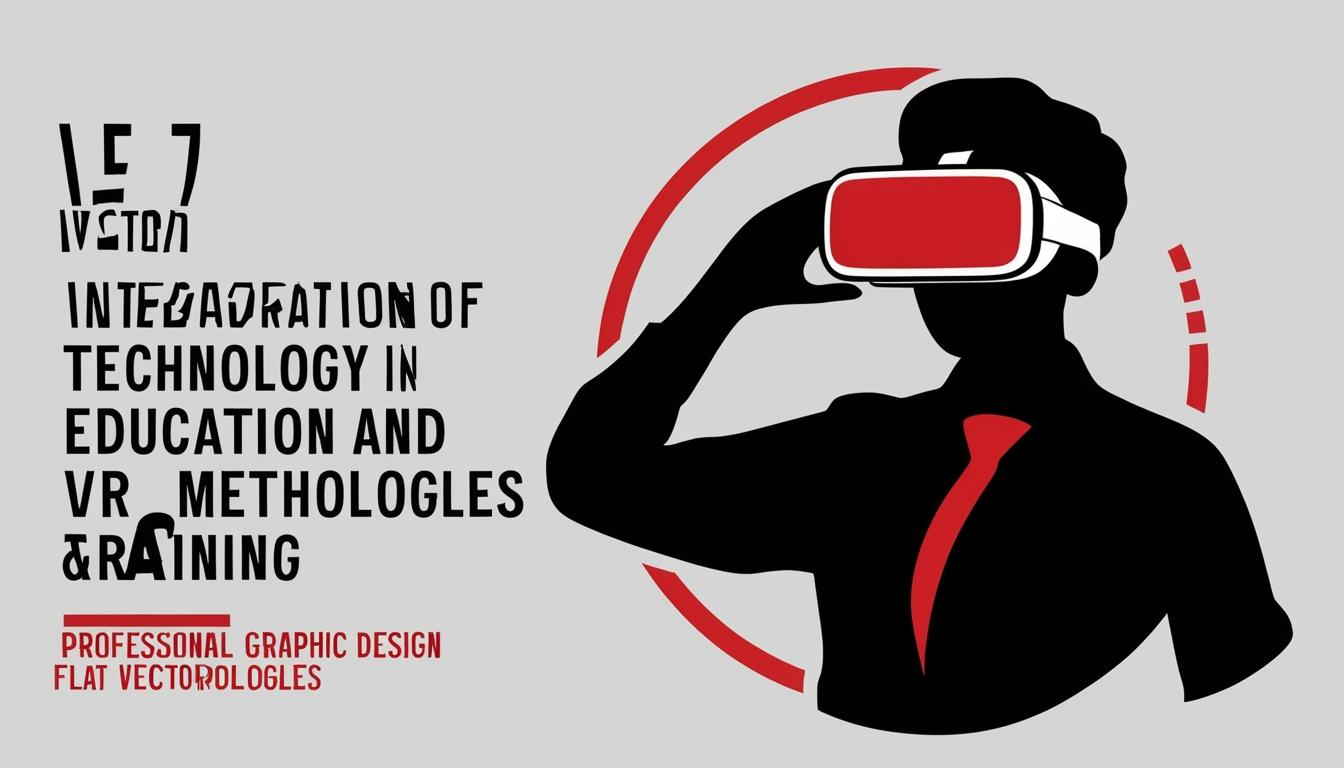 INTEGADRATION OF
TECHNOLOGY IN
EDUCATION AND
VR METHOLOGLES
&RAINING
PROFESSONAL GRAPHIC DESIGN
FLAT VECTOROLOGLES